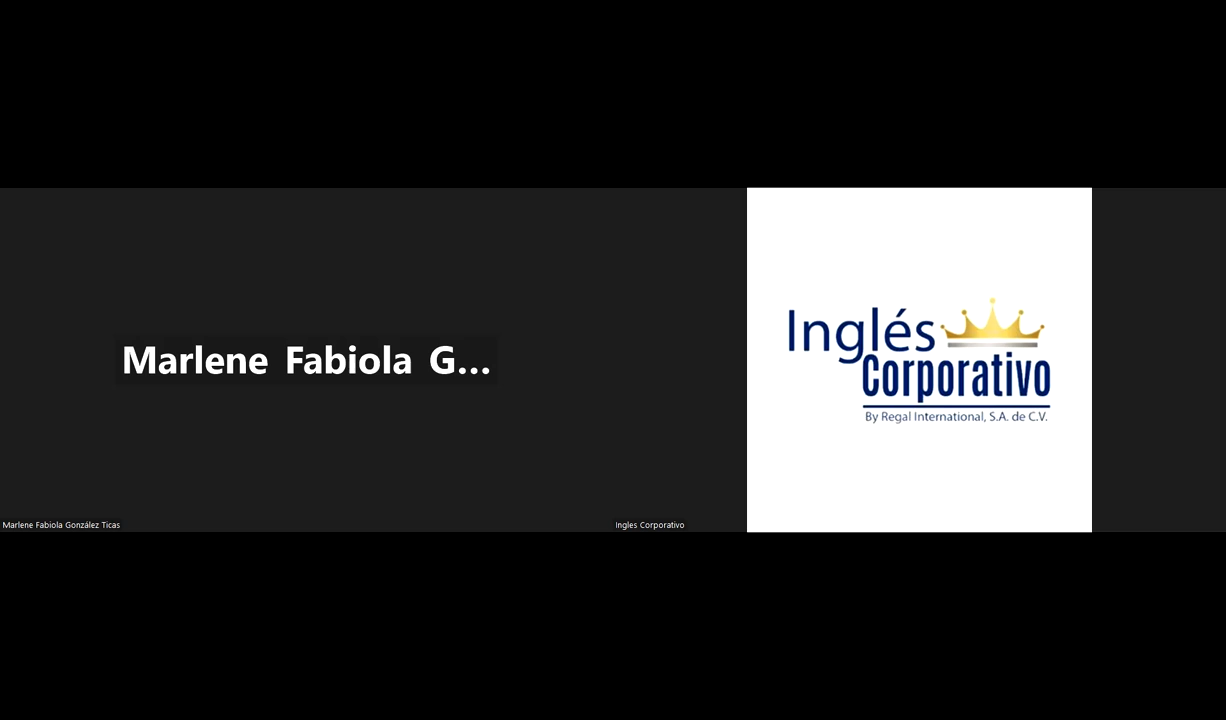 Marlene Fabiola G...
Inglés
Corporativo
By Regal International, S.A. de C.V.
Marlene Fabiola González Ticas
Ingles Corporativo